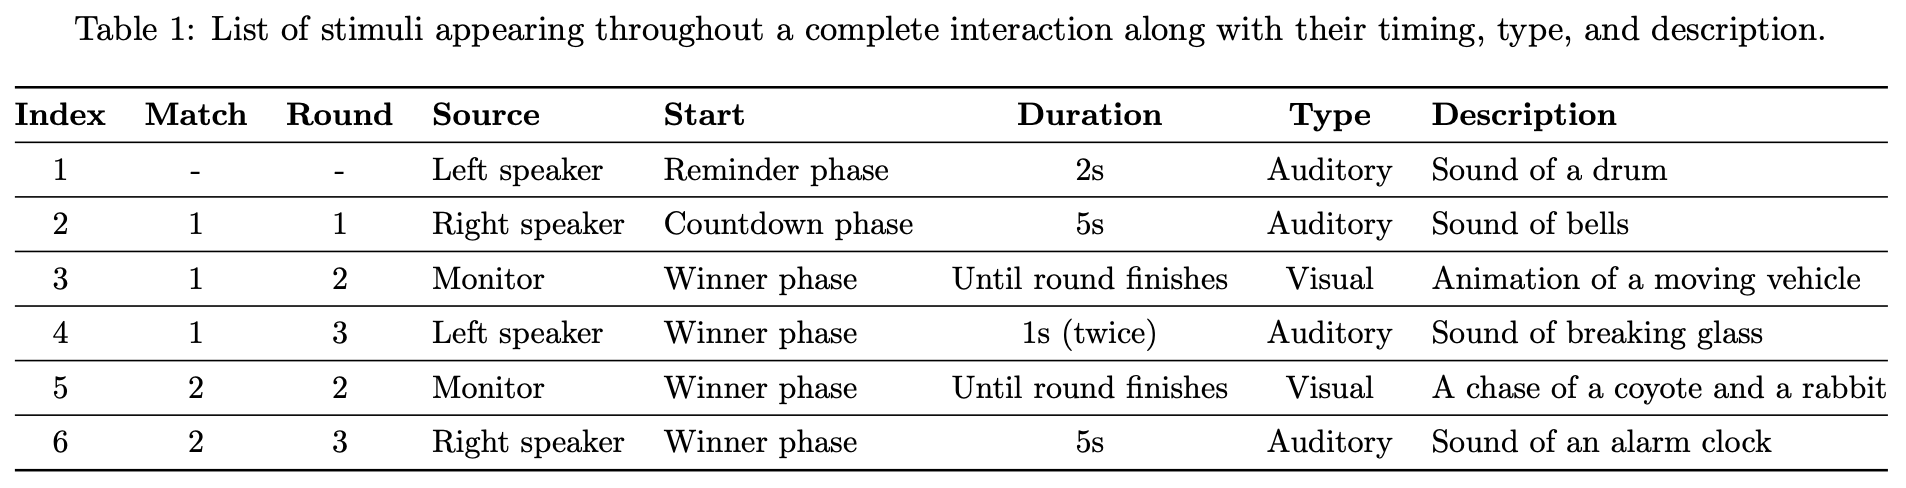 Table 1: List of stimuli appearing throughout a complete interaction along with their timing, type, and description.
Index Match Round Source Start Duration Type Description
1 - - Left speaker Reminder phase 2s Auditory Sound of a drum
2 1 1 Right speaker Countdown phase 5s Auditory Sound of bells
3 1 2 Monitor Winner phase Until round finishes Visual Animation of a moving vehicle
4 1 3 Left speaker Winner phase 1s (twice) Auditory Sound of breaking glass
5 2 2 Monitor Winner phase Until round finishes Visual A chase of a coyote and a rabbit
6 2 3 Right speaker Winner phase 5s Auditory Sound of an alarm clock